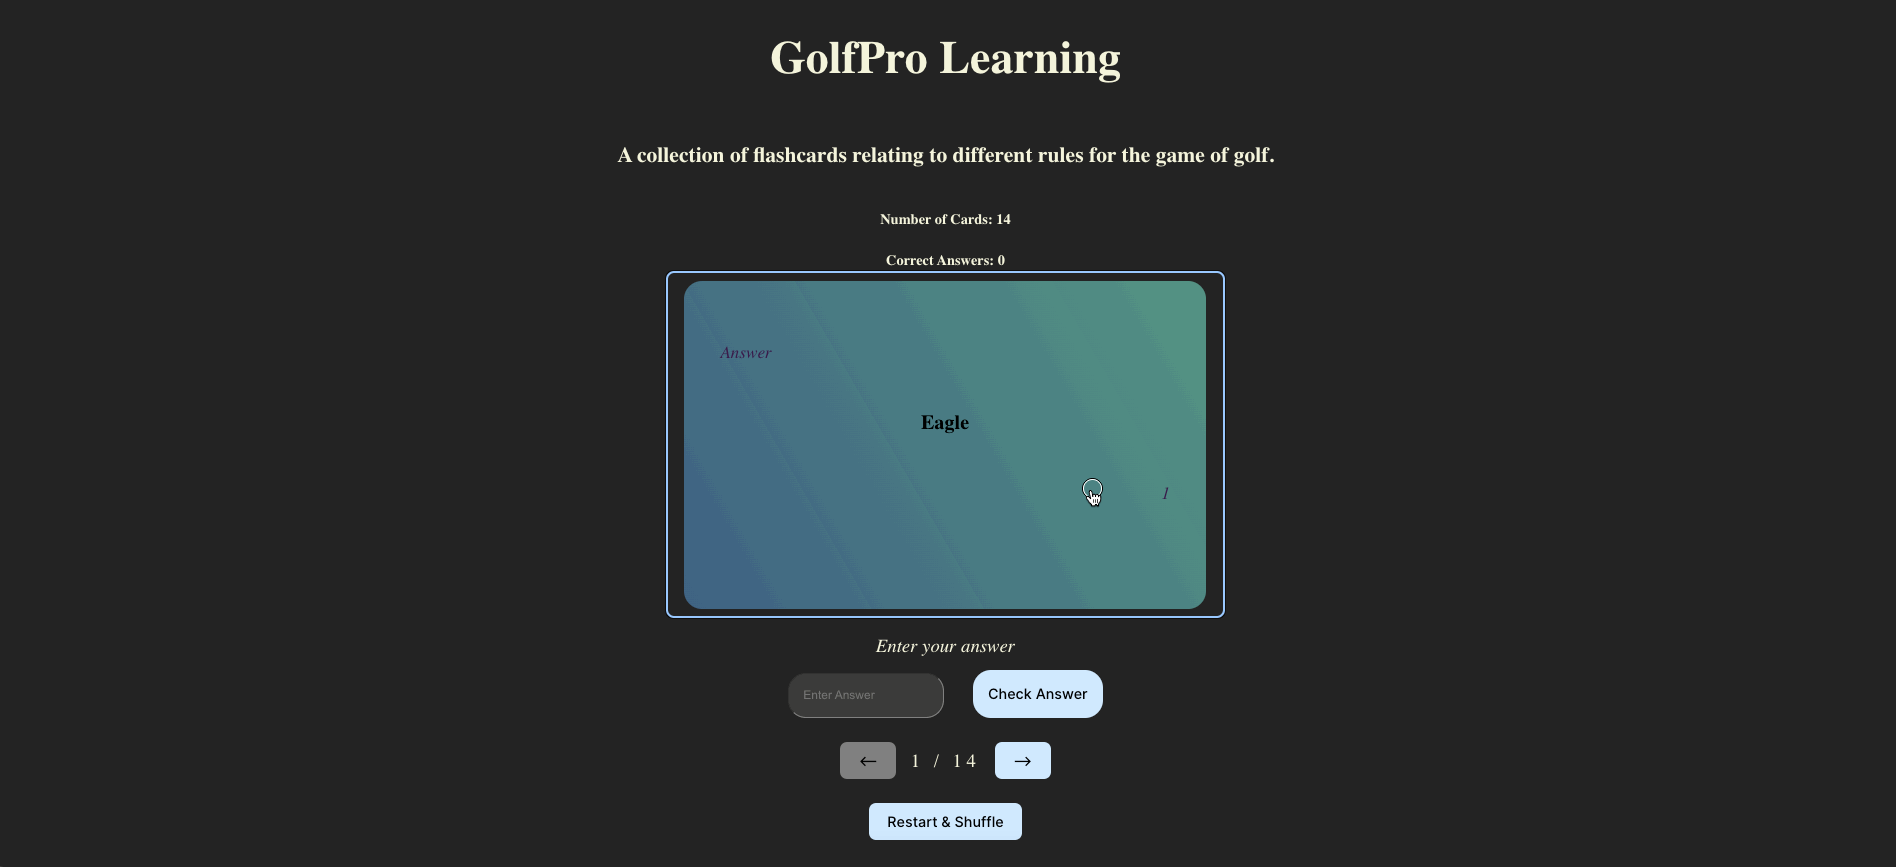 GolfPro Learning
A collection of flashcards relating to different rules for the game of golf.
Number of Cards: 14
Correct Answers: 0
Answer
Eagle
1
Enter your answer
Enter Answer
Check Answer
← 1 / 14 →
Restart & Shuffle